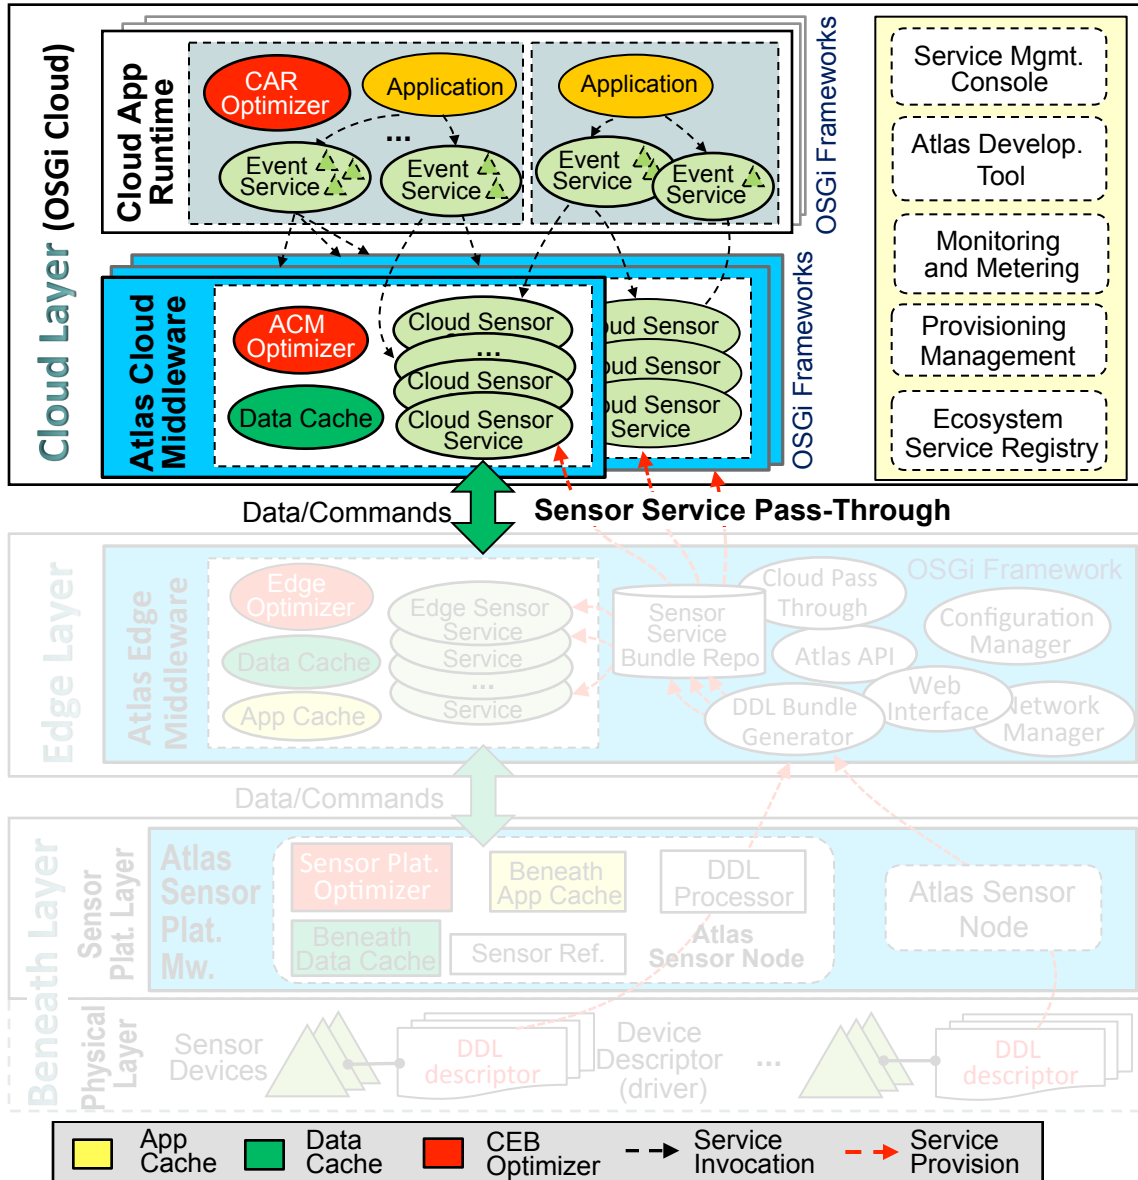 Cloud Layer (OSGi Cloud)
Cloud App
Runtime
CAR
Optimizer
Application
Application
...
Event
Service
Event
Service
Event
Service
Event
Service
OSGi Frameworks
Atlas Cloud
Middleware
ACM
Optimizer
Data Cache
Cloud Sensor
...
Cloud Sensor
Cloud Sensor
Service
loud Sensor
loud Sensor
loud Sensor
Service
OSGi Frameworks
Service Mgmt.
Console
Atlas Develop.
Tool
Monitoring
and Metering
Provisioning
Management
Ecosystem
Service Registry
Data/Commands
Sensor Service Pass-Through
Edge Layer
Atlas Edge
Middleware
Edge
Optimizer
Data Cache
App Cache
Edge Sensor
Service
Service
...
Service
Sensor
Service
Bundle Repo
Cloud Pass
Through
OSGi Framework
Configuration
Manager
Atlas API
Web
Interface
Network
Manager
DDL Bundle
Generator
Data/Commands
Beneath Layer
Sensor
Plat. Layer
Atlas
Sensor
Plat.
Mw.
Sensor Plat.
Optimizer
Beneath
App Cache
DDL
Processor
Beneath
Data Cache
Sensor Ref.
Atlas
Sensor Node
Atlas Sensor
Node
Physical
Layer
Sensor
Devices
DDL
descriptor
Device
Descriptor
(driver)
...
DDL
descriptor
App
Cache
Data
Cache
CEB
Optimizer
Service
Invocation
Service
Provision